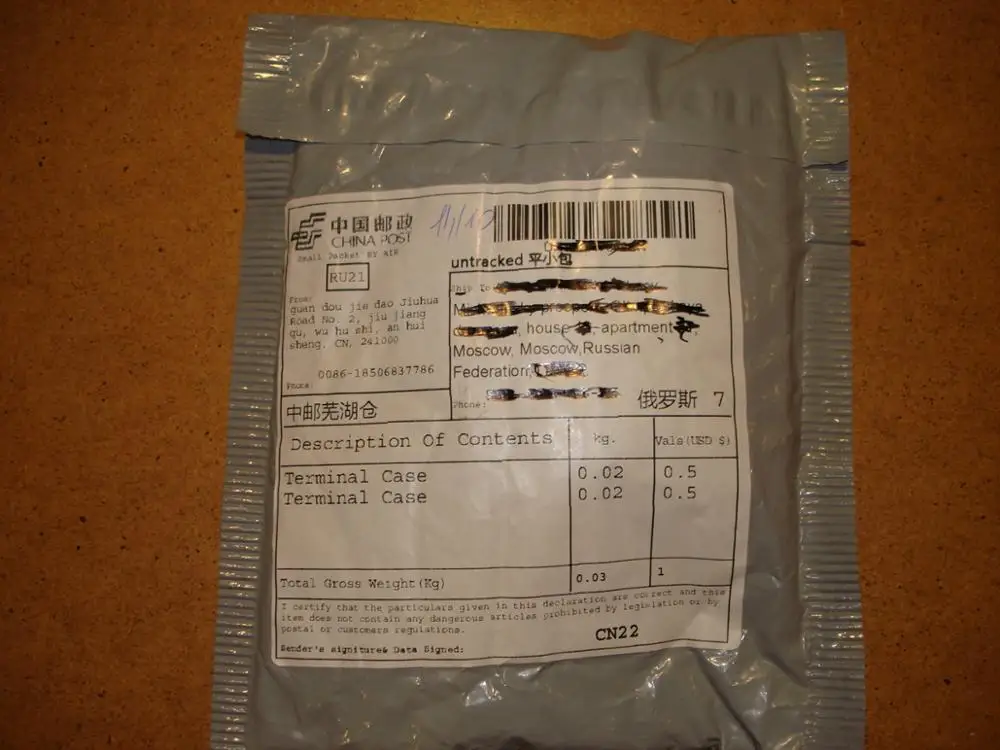 中国邮政
CHINA POST
Small Packet BY AIR
RU21
untracked 平小包
From:
guan dou jie dao Jiuhua
Road No. 2, jiu jiang
qu, wu hu shi, an hui
sheng, CN, 241000
0086-18506837786
Phone:
中邮芜湖仓
Ship To
house apartment
Moscow, Moscow,Russian
Federation,
Phone:
俄罗斯 7
Description Of Contents kg. Vals(USD $)
Terminal Case 0.02 0.5
Terminal Case 0.02 0.5
Total Gross Weight(Kg) 0.03 1
I certify that the particulars given in this declaration are correct and this
item does not contain any dangerous articles prohibited by legislation or by
postal or customers regulations.
CN22
Sender's signiture& Data Signed: